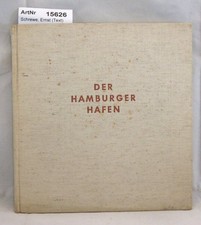 ArtNr 15626
Schrewe, Ernst (Text)
DER
HAMBURGER
HAFEN